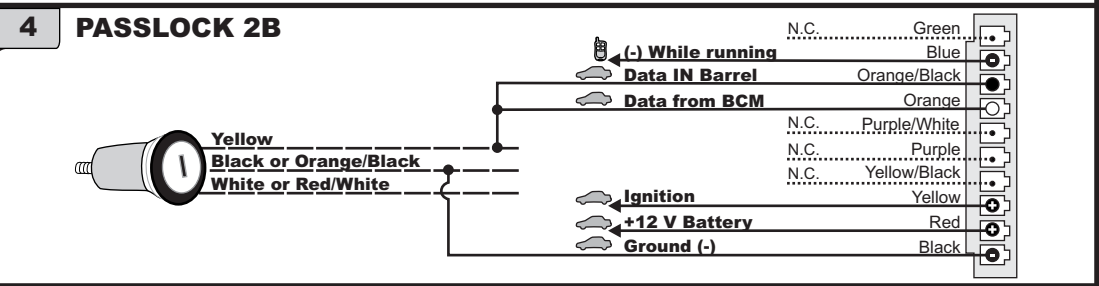 4 PASSLOCK 2B
N.C. Green
(-) While running Blue
Data IN Barrel Orange/Black
Data from BCM Orange
N.C. Purple/White
N.C. Purple
N.C. Yellow/Black
Ignition Yellow
+12 V Battery Red
Ground (-) Black
Yellow
Black or Orange/Black
White or Red/White